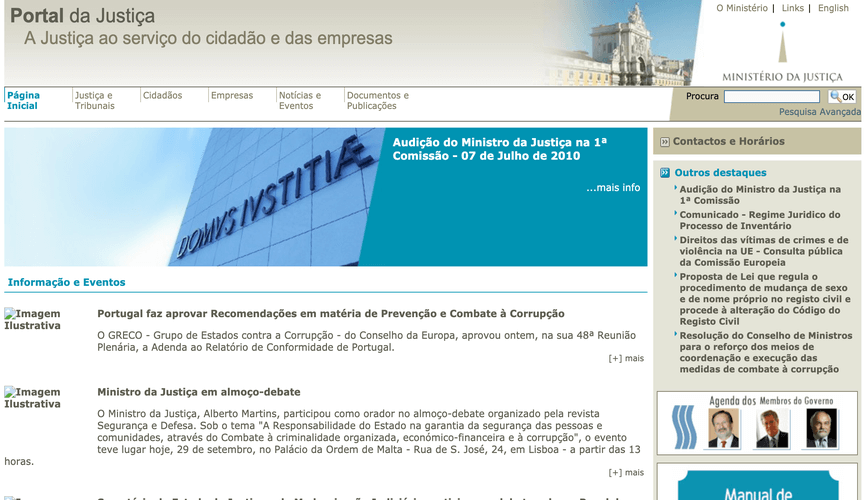 Portal da Justiça
A Justiça ao serviço do cidadão e das empresas
O Ministério | Links | English
MINISTÉRIO DA JUSTIÇA
Página
Inicial
Justiça e
Tribunais
Cidadãos
Empresas
Notícias e
Eventos
Documentos e
Publicações
Procura
OK
Pesquisa Avançada
DOMVS IVSTITIÆ
Audição do Ministro da Justiça na 1ª
Comissão - 07 de Julho de 2010
...mais info
Informação e Eventos
Imagem
Ilustrativa
Portugal faz aprovar Recomendações em matéria de Prevenção e Combate à Corrupção
O GRECO - Grupo de Estados contra a Corrupção - do Conselho da Europa, aprovou ontem, na sua 48ª Reunião
Plenária, a Adenda ao Relatório de Conformidade de Portugal.
[+] mais
Imagem
Ilustrativa
Ministro da Justiça em almoço-debate
O Ministro da Justiça, Alberto Martins, participou como orador no almoço-debate organizado pela revista
Segurança e Defesa. Sob o tema "A Responsabilidade do Estado na garantia da segurança das pessoas e
comunidades, através do Combate à criminalidade organizada, económico-financeira e à corrupção", o evento
teve lugar hoje, 29 de setembro, no Palácio da Ordem de Malta - Rua de S. José, 24, em Lisboa - a partir das 13
horas.
[+] mais
Contactos e Horários
Outros destaques
Audição do Ministro da Justiça na
1ª Comissão
Comunicado - Regime Juridico do
Processo de Inventário
Direitos das vítimas de crimes e de
violência na UE - Consulta pública
da Comissão Europeia
Proposta de Lei que regula o
procedimento de mudança de sexo
e de nome próprio no registo civil e
procede à alteração do Código do
Registo Civil
Resolução do Conselho de Ministros
para o reforço dos meios de
coordenação e execução das
medidas de combate à corrupção
Agenda dos Membros do Governo
Manual de